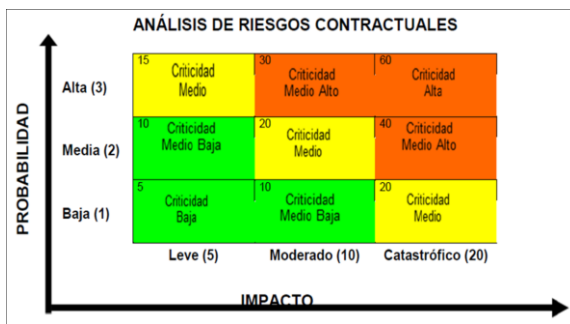 ANÁLISIS DE RIESGOS CONTRACTUALES
PROBABILIDAD
Alta (3)
15
Criticidad
Medio
30
Criticidad
Medio Alto
60
Criticidad
Alta
Media (2)
10
Criticidad
Medio Baja
20
Criticidad
Medio
40
Criticidad
Medio Alto
Baja (1)
5
Criticidad
Baja
10
Criticidad
Medio Baja
20
Criticidad
Medio
Leve (5)
Moderado (10)
Catastrófico (20)
IMPACTO